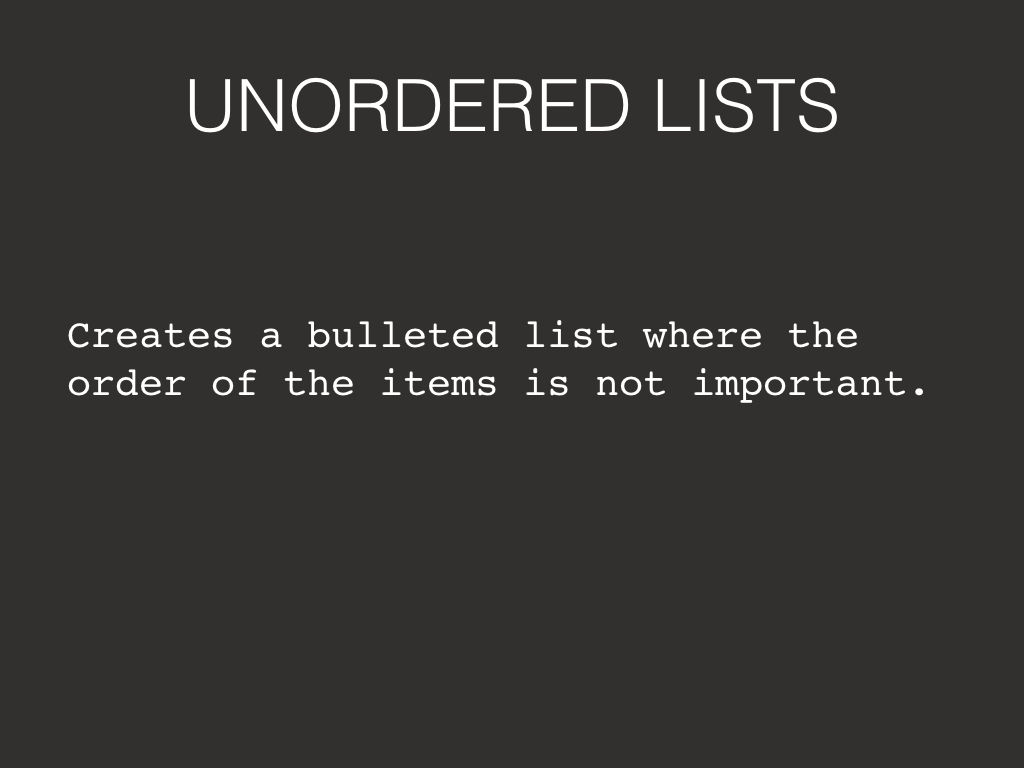 UNORDERED LISTS
Creates a bulleted list where the
order of the items is not important.